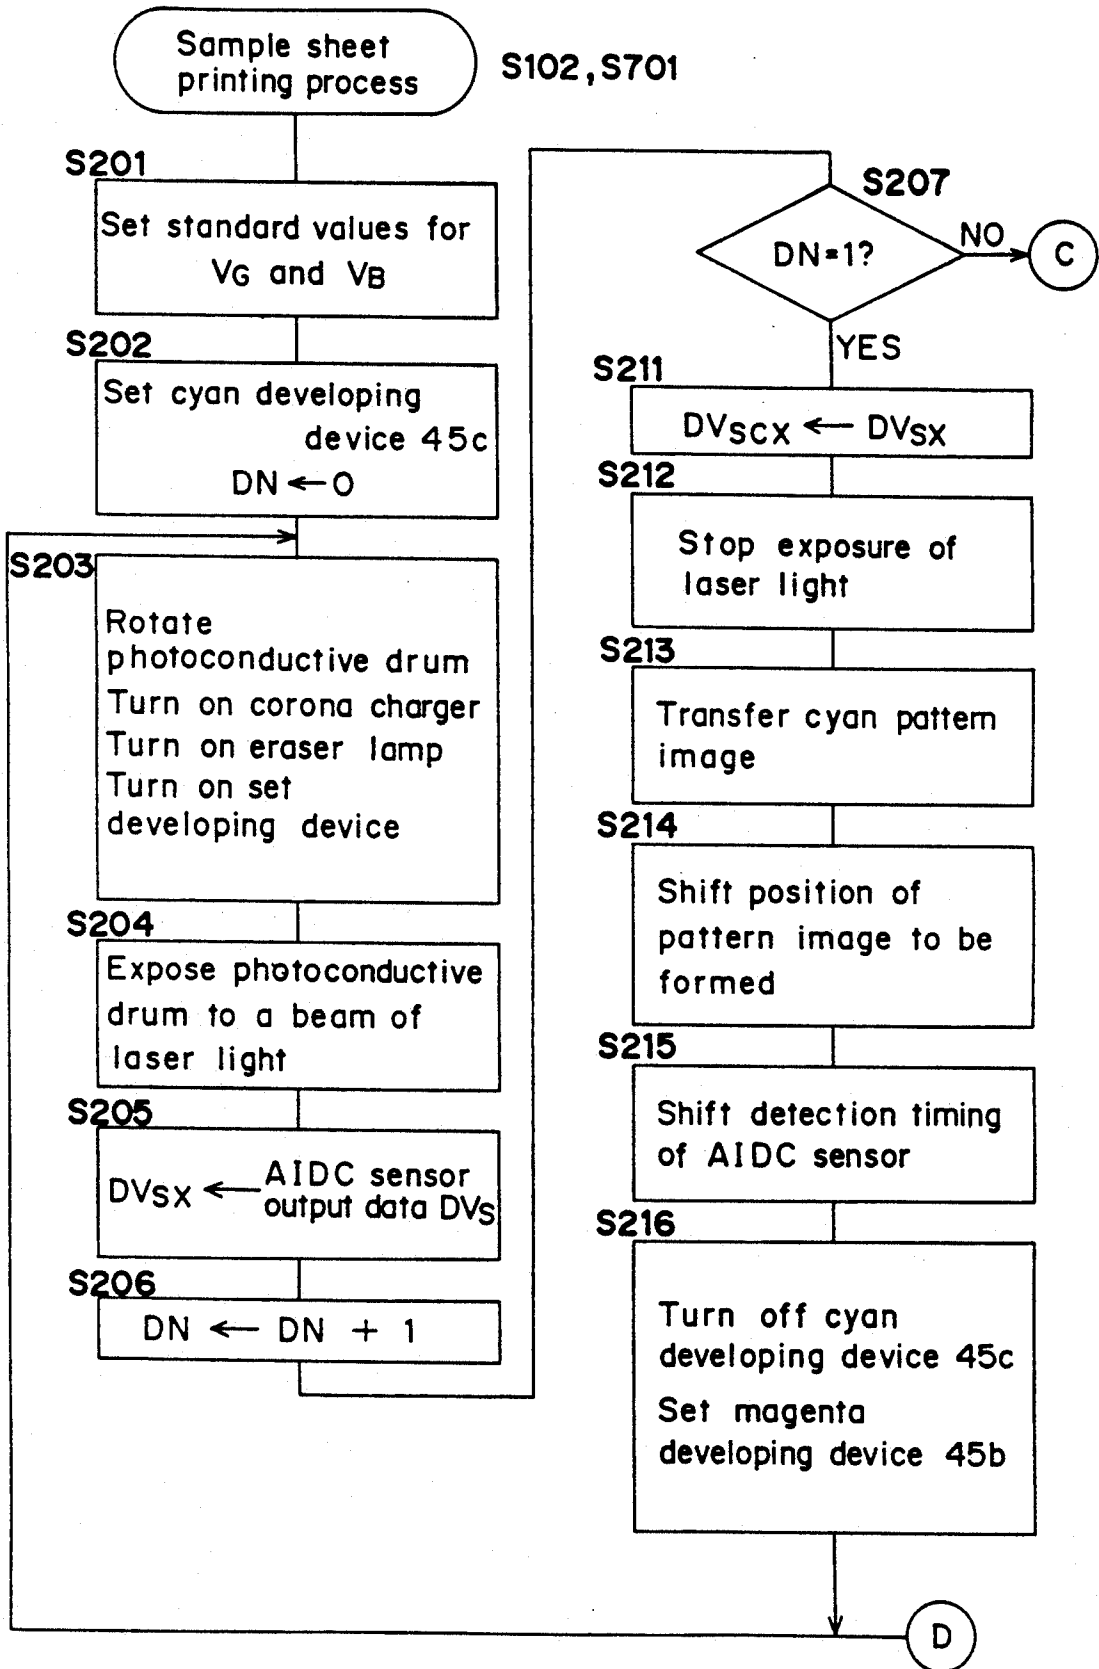 Sample sheet
printing process
S102, S701
S201
Set standard values for
VG and VB
S202
Set cyan developing
device 45c
DN ← 0
S203
Rotate
photoconductive drum
Turn on corona charger
Turn on eraser lamp
Turn on set
developing device
S204
Expose photoconductive
drum to a beam of
laser light
S205
DVSX ← AIDC sensor
output data DVS
S206
DN ← DN + 1
S207
DN=1?
NO
C
YES
S211
DVSCX ← DVSX
S212
Stop exposure of
laser light
S213
Transfer cyan pattern
image
S214
Shift position of
pattern image to be
formed
S215
Shift detection timing
of AIDC sensor
S216
Turn off cyan
developing device 45c
Set magenta
developing device 45b
D